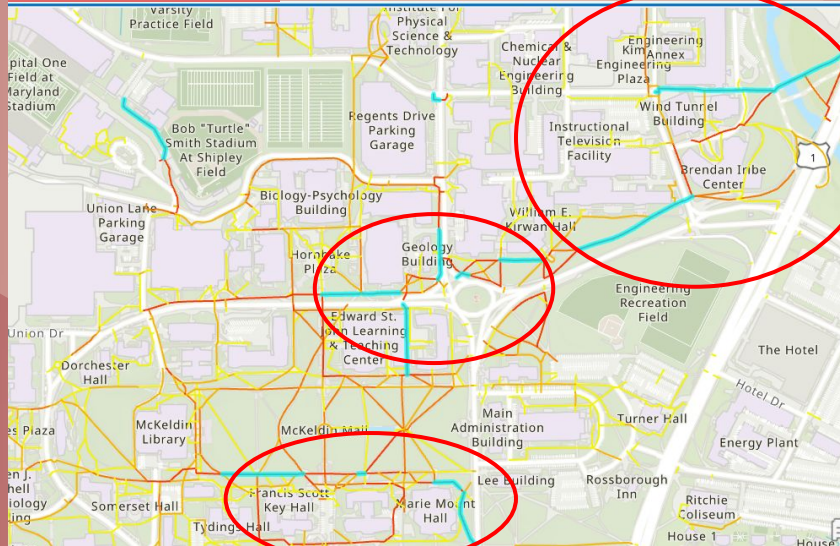 Varsity
Practice Field
Institute For
Physical
Science &
Technology
Chemical &
Nuclear
Engineering
Building
Engineering
Annex
Kim
Engineering
Plaza
pital One
Field at
Maryland
Stadium
Wind Tunnel
Building
Regents Drive
Parking
Garage
Bob "Turtle"
Smith Stadium
At Shipley
Field
Instructional
Television
Facility
1
Brendan Iribe
Center
Biology-Psychology
Building
Union Lane
Parking
Garage
William E.
Kirwan Hall
Hornbake
Plaza
Geology
Building
Engineering
Recreation
Field
Edward St.
John Learning
& Teaching
Center
Union Dr
The Hotel
Dorchester
Hall
Hotel Dr
McKeldin
Library
McKeldin Mall
Main
Administration
Building
Turner Hall
es Plaza
Energy Plant
en J.
hell
iology
ing
Somerset Hall
Francis Scott
Key Hall
Marie Mount
Hall
Lee Building
Rossborough
Inn
Ritchie
Coliseum
Tydings Hall
House 1
House